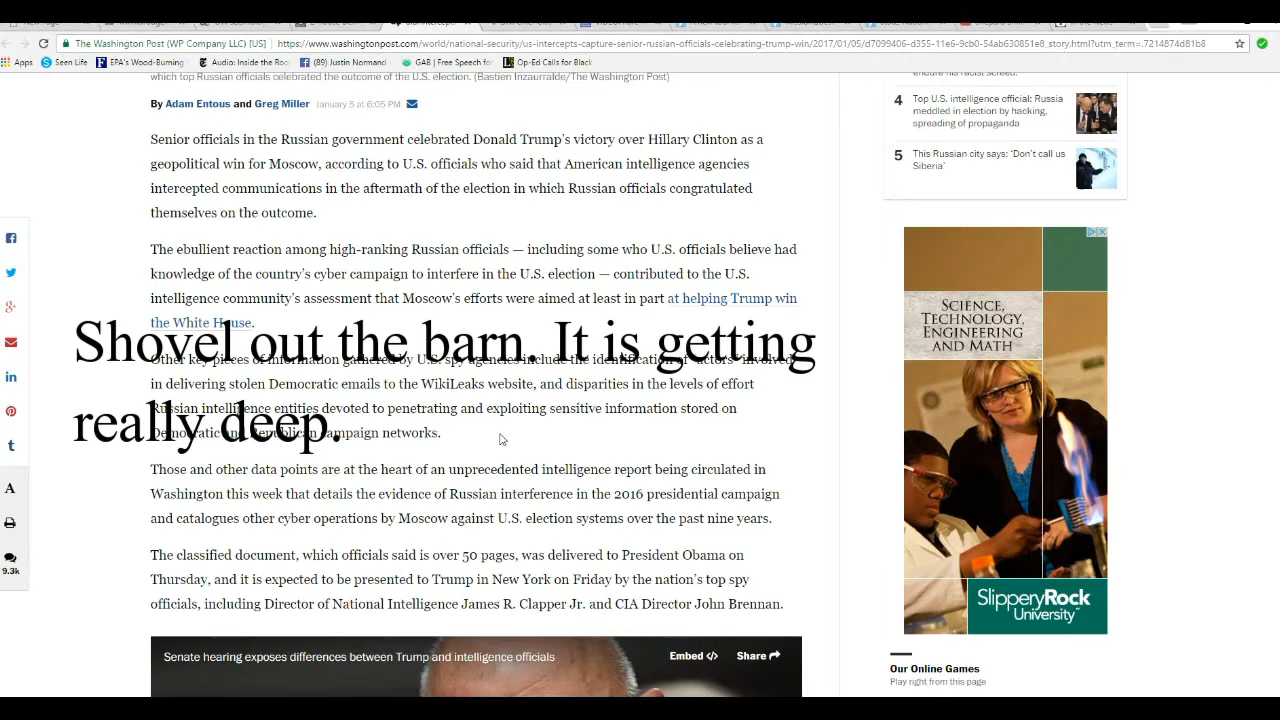 The Washington Post (WP Company LLC) [US]
https://www.washingtonpost.com/world/national-security/us-intercepts-capture-senior-russian-officials-celebrating-trump-win/2017/01/05/d7099406-d355-11e6-9cb0-54ab630851e8_story.html?utm_term=.7214874d81b8
Apps
Seen Life
EPA's Wood-Burning
Audio: Inside the Roo
(89) Justin Normand
GAB | Free Speech for
Op-Ed Calls for Black
which top Russian officials celebrated the outcome of the U.S. election. (Bastien Inzaurralde/The Washington Post)
By Adam Entous and Greg Miller January 5 at 6:05 PM
Senior officials in the Russian government celebrated Donald Trump's victory over Hillary Clinton as a
geopolitical win for Moscow, according to U.S. officials who said that American intelligence agencies
intercepted communications in the aftermath of the election in which Russian officials congratulated
themselves on the outcome.
The ebullient reaction among high-ranking Russian officials — including some who U.S. officials believe had
knowledge of the country's cyber campaign to interfere in the U.S. election — contributed to the U.S.
intelligence community's assessment that Moscow's efforts were aimed at least in part at helping Trump win
the White House.
Shovel out the barn. It is getting
really deep.
Other key pieces of information gathered by U.S. spy agencies include the identification of "actors" involved
in delivering stolen Democratic emails to the WikiLeaks website, and disparities in the levels of effort
Russian intelligence entities devoted to penetrating and exploiting sensitive information stored on
Democratic and Republican campaign networks.
Those and other data points are at the heart of an unprecedented intelligence report being circulated in
Washington this week that details the evidence of Russian interference in the 2016 presidential campaign
and catalogues other cyber operations by Moscow against U.S. election systems over the past nine years.
The classified document, which officials said is over 50 pages, was delivered to President Obama on
Thursday, and it is expected to be presented to Trump in New York on Friday by the nation's top spy
officials, including Director of National Intelligence James R. Clapper Jr. and CIA Director John Brennan.
Senate hearing exposes differences between Trump and intelligence officials
Embed </>
Share
A
9.3k
endure his racist screed.
4
Top U.S. intelligence official: Russia
meddled in election by hacking,
spreading of propaganda
5
This Russian city says: 'Don't call us
Siberia'
SCIENCE,
TECHNOLOGY,
ENGINEERING
AND MATH
SlipperyRock
University™
Our Online Games
Play right from this page